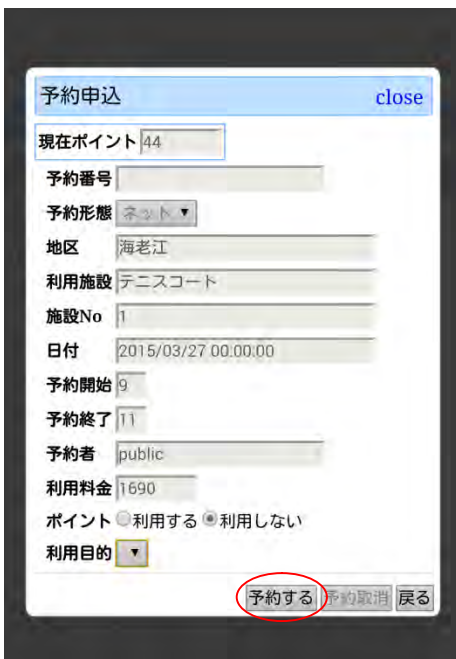 予約申込 close
現在ポイント 44
予約番号
予約形態 ネット ▼
地区 海老江
利用施設 テニスコート
施設No 1
日付 2015/03/27 00:00:00
予約開始 9
予約終了 11
予約者 public
利用料金 1690
ポイント 利用する 利用しない
利用目的 ▼
予約する 予約取消 戻る